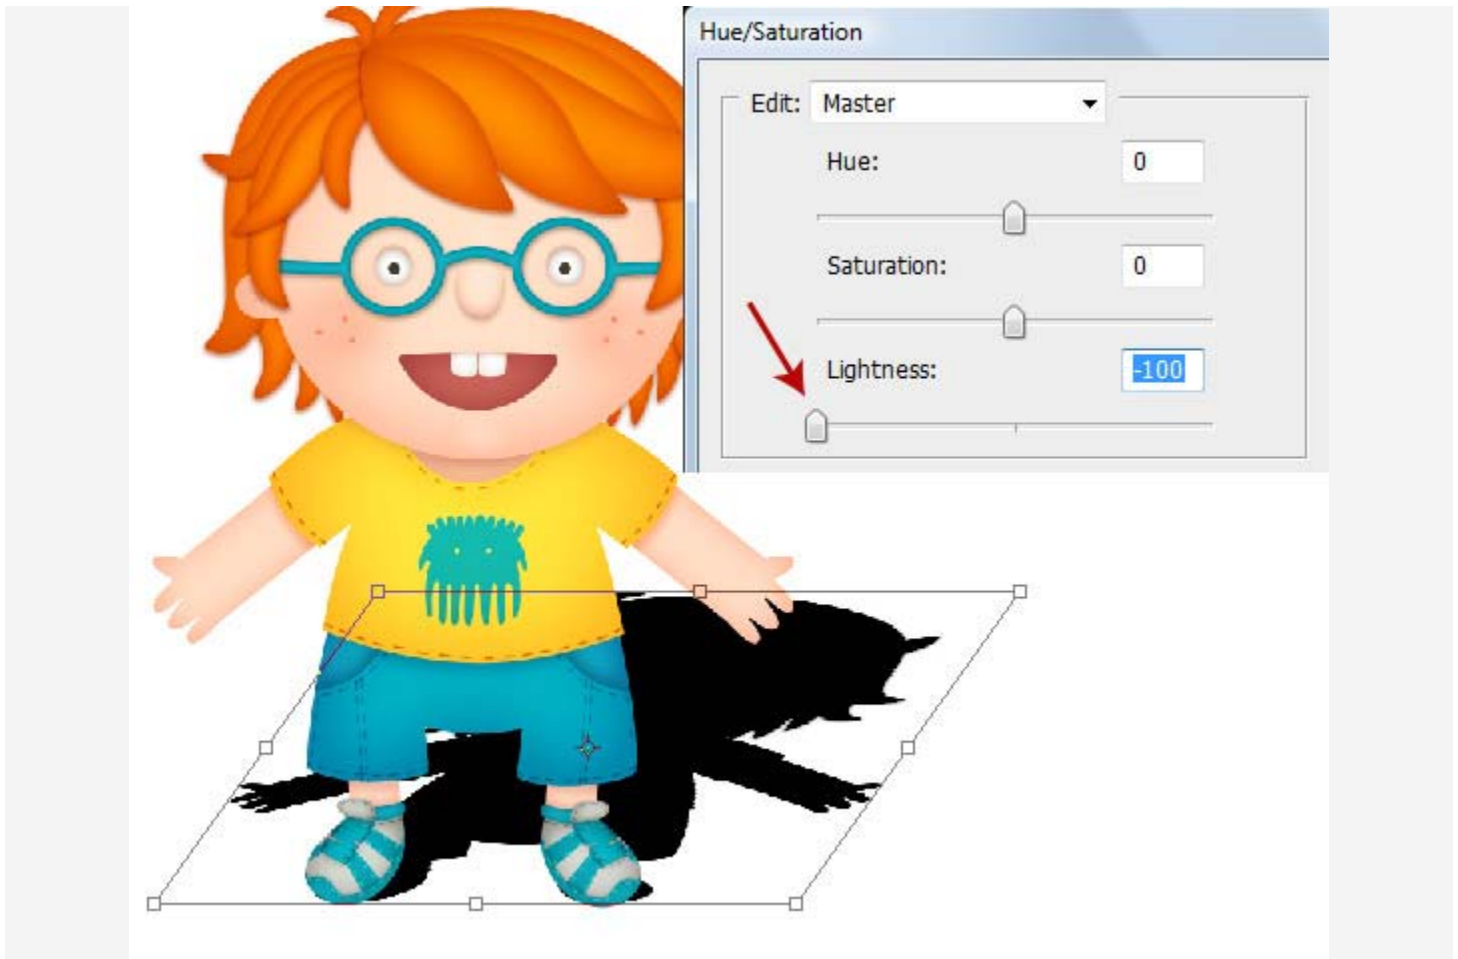 Hue/Saturation
Edit: Master
Hue: 0
Saturation: 0
Lightness: -100